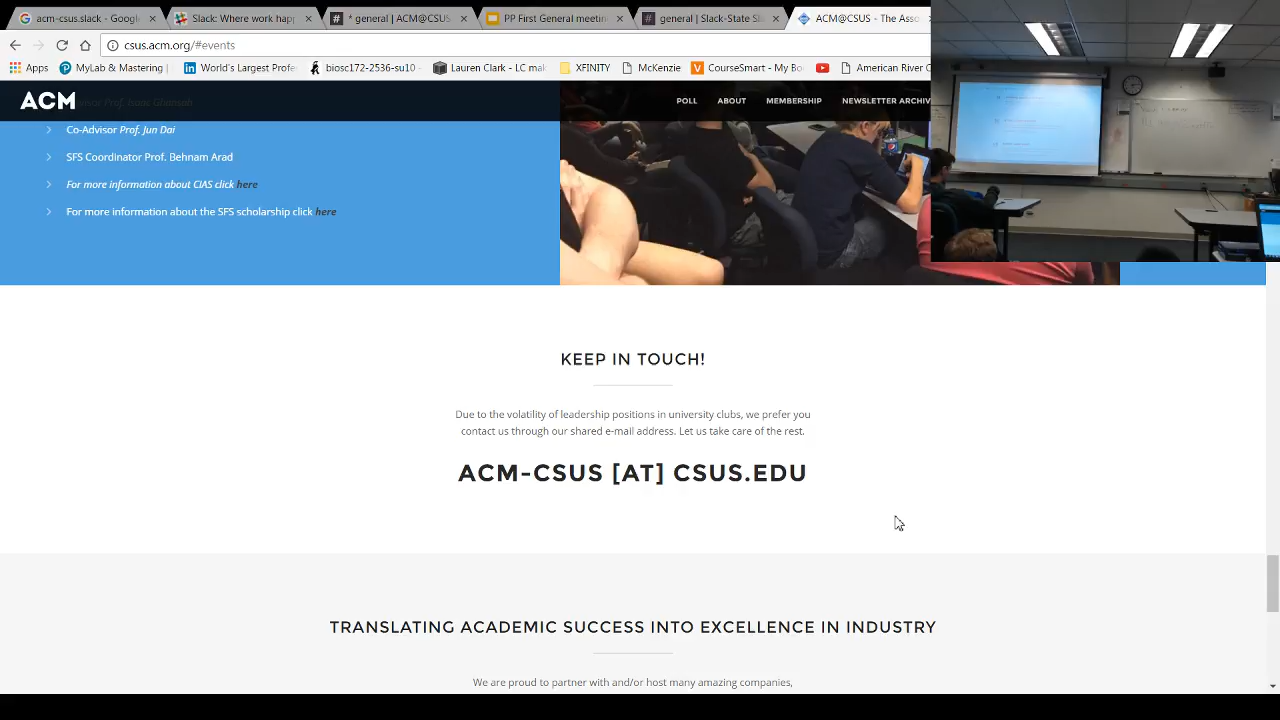 acm-csus.slack - Google
Slack: Where work happ
* general | ACM@CSUS
PP First General meetin
general | Slack-State Sl
ACM@CSUS - The Asso
csus.acm.org/#events
Apps
MyLab & Mastering
World's Largest Profe
biosc172-2536-su10
Lauren Clark - LC mak
XFINITY
McKenzie
CourseSmart - My Bo
American River C
ACM
POLL
ABOUT
MEMBERSHIP
NEWSLETTER ARCHIV
Co-Advisor Prof. Jun Dai
SFS Coordinator Prof. Behnam Arad
For more information about CIAS click here
For more information about the SFS scholarship click here
KEEP IN TOUCH!
Due to the volatility of leadership positions in university clubs, we prefer you
contact us through our shared e-mail address. Let us take care of the rest.
ACM-CSUS [AT] CSUS.EDU
TRANSLATING ACADEMIC SUCCESS INTO EXCELLENCE IN INDUSTRY
We are proud to partner with and/or host many amazing companies,